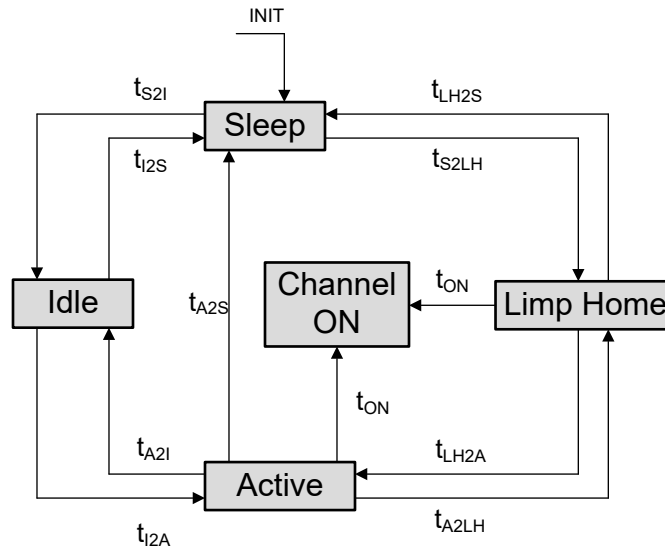 INIT
tS2I
tLH2S
Sleep
tI2S
tS2LH
Idle
tA2S
Channel
ON
tON
Limp Home
tON
tA2I
tLH2A
Active
tI2A
tA2LH